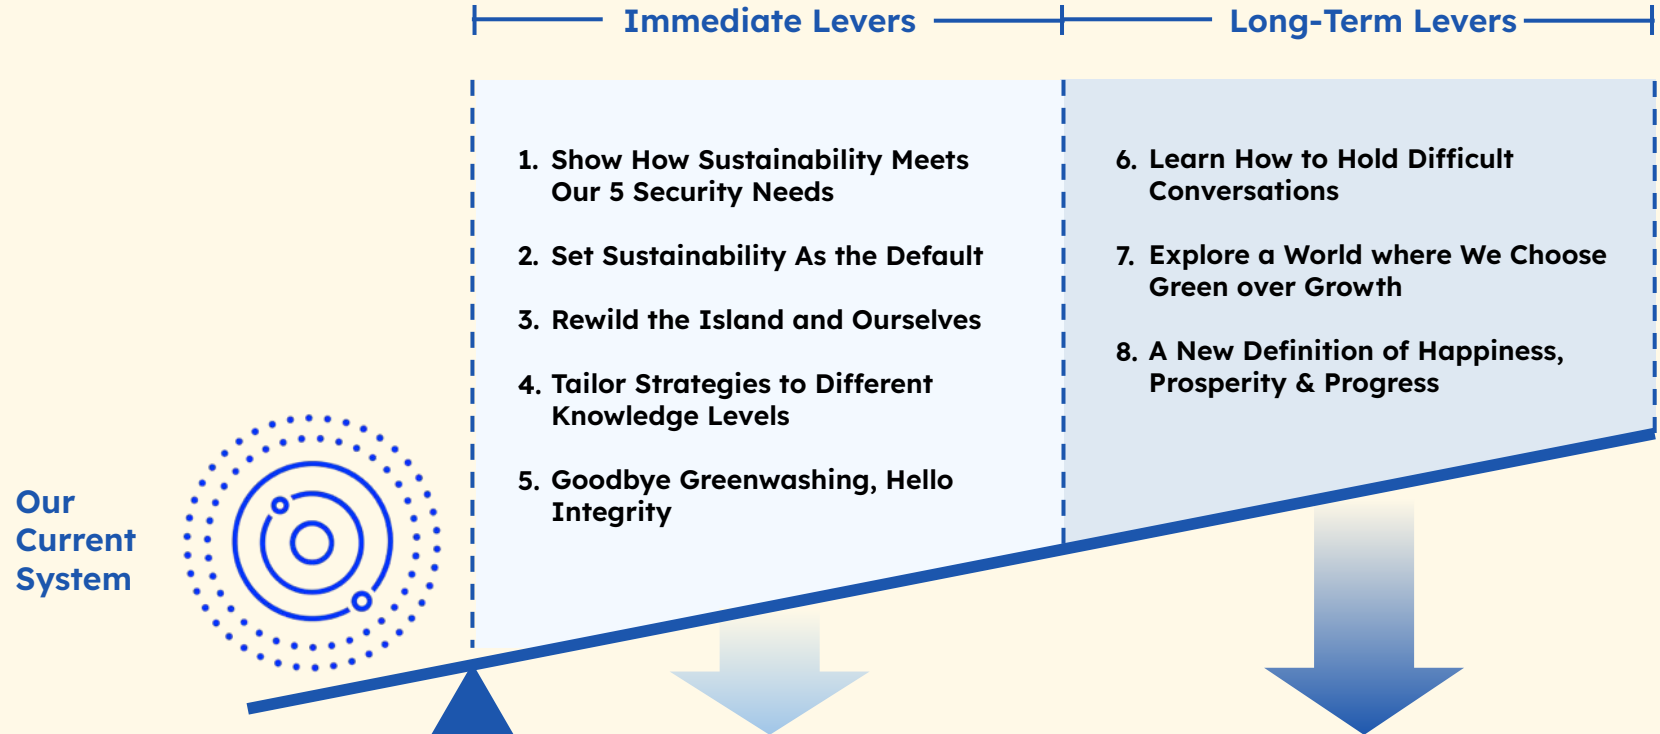 Immediate Levers
Long-Term Levers
1. Show How Sustainability Meets
Our 5 Security Needs
2. Set Sustainability As the Default
3. Rewild the Island and Ourselves
4. Tailor Strategies to Different
Knowledge Levels
5. Goodbye Greenwashing, Hello
Integrity
6. Learn How to Hold Difficult
Conversations
7. Explore a World where We Choose
Green over Growth
8. A New Definition of Happiness,
Prosperity & Progress
Our
Current
System